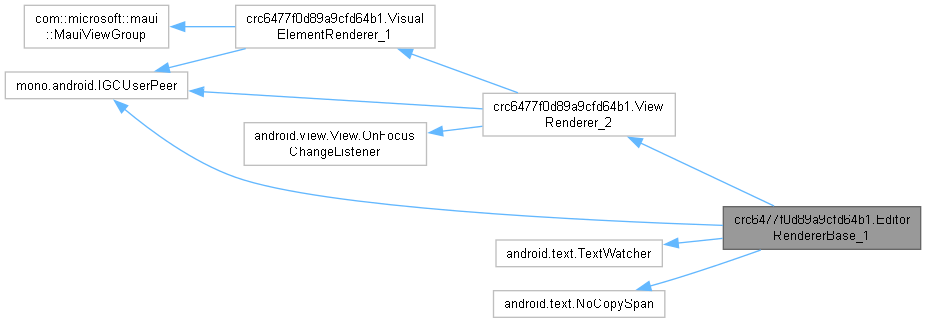 com::microsoft::maui
::MauiViewGroup
crc6477f0d89a9cfd64b1.Visual
ElementRenderer_1
mono.android.IGCUserPeer
crc6477f0d89a9cfd64b1.View
Renderer_2
android.view.View.OnFocus
ChangeListener
crc6477f0d89a9cfd64b1.Editor
RendererBase_1
android.text.TextWatcher
android.text.NoCopySpan